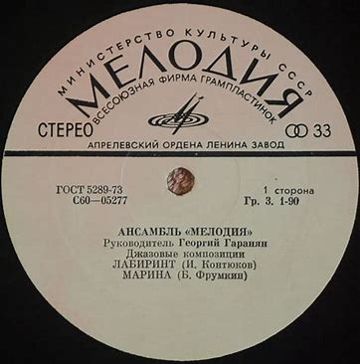 МИНИСТЕРСТВО КУЛЬТУРЫ СССР
МЕЛОДИЯ
ВСЕСОЮЗНАЯ ФИРМА ГРАМПЛАСТИНОК
СТЕРЕО
33
АПРЕЛЕВСКИЙ ОРДЕНА ЛЕНИНА ЗАВОД
ГОСТ 5289-73
С60—05277
1 сторона
Гр. 3. 1-90
АНСАМБЛЬ «МЕЛОДИЯ»
Руководитель Георгий Гаранян
Джазовые композиции
ЛАБИРИНТ (И. Контюков)
МАРИНА (Б. Фрумкин)